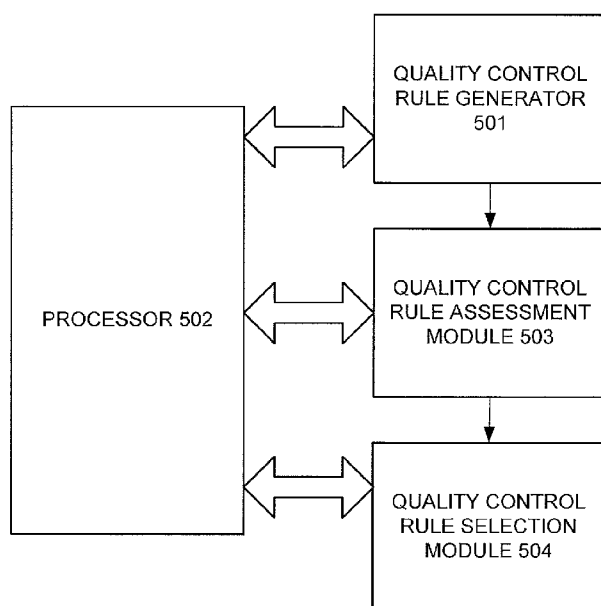 QUALITY CONTROL
RULE GENERATOR
501
PROCESSOR 502
QUALITY CONTROL
RULE ASSESSMENT
MODULE 503
QUALITY CONTROL
RULE SELECTION
MODULE 504